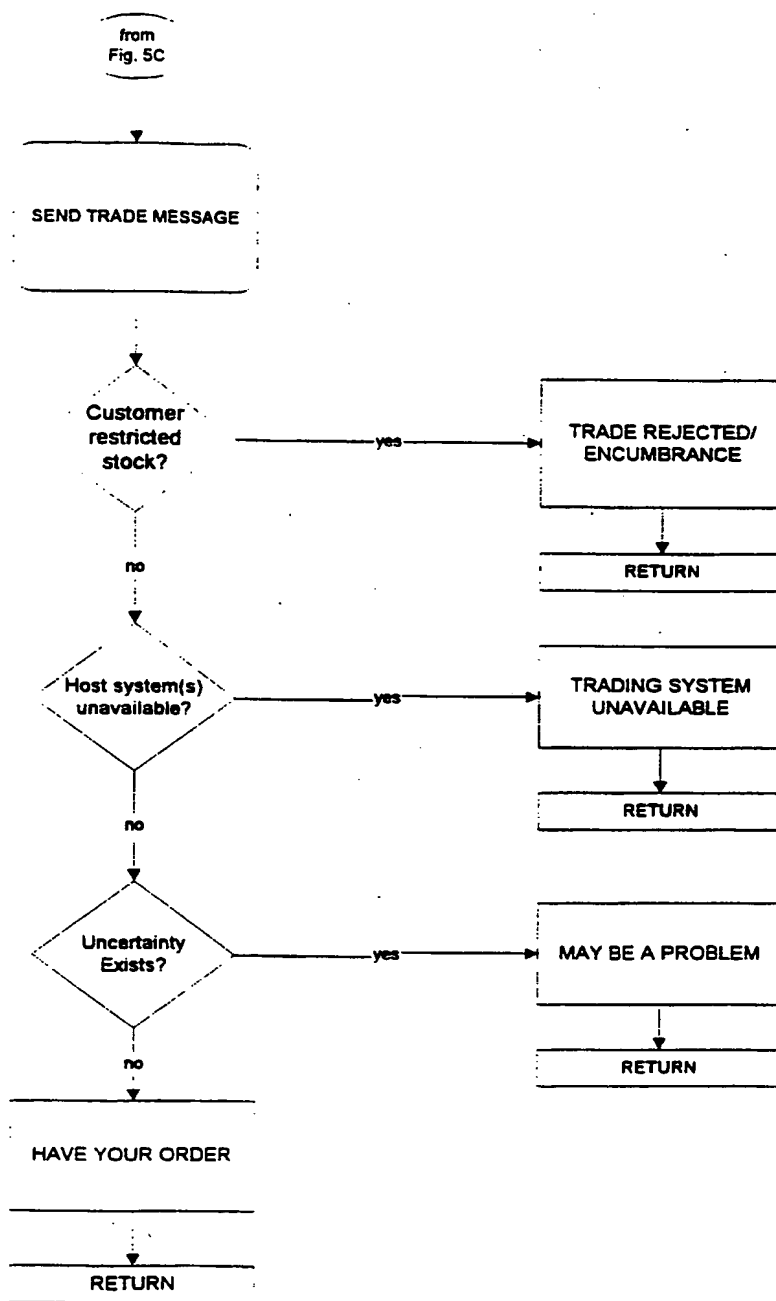 from
Fig. 5C
SEND TRADE MESSAGE
Customer
restricted
stock?
yes
TRADE REJECTED/
ENCUMBRANCE
RETURN
no
Host system(s)
unavailable?
yes
TRADING SYSTEM
UNAVAILABLE
RETURN
no
Uncertainty
Exists?
yes
MAY BE A PROBLEM
RETURN
no
HAVE YOUR ORDER
RETURN